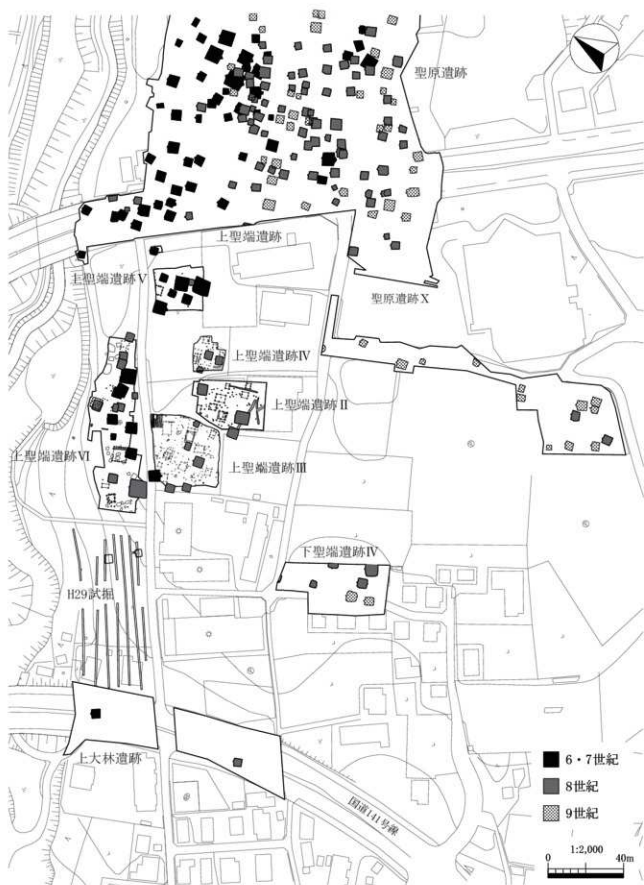 聖原遺跡
上聖端遺跡
上聖端遺跡Ⅴ
聖原遺跡Ⅹ
上聖端遺跡Ⅳ
上聖端遺跡Ⅱ
上聖端遺跡Ⅵ
上聖端遺跡Ⅲ
下聖端遺跡Ⅳ
H29試掘
上大林遺跡
国道141号線
6・7世紀
8世紀
9世紀
1:2,000
0 40m